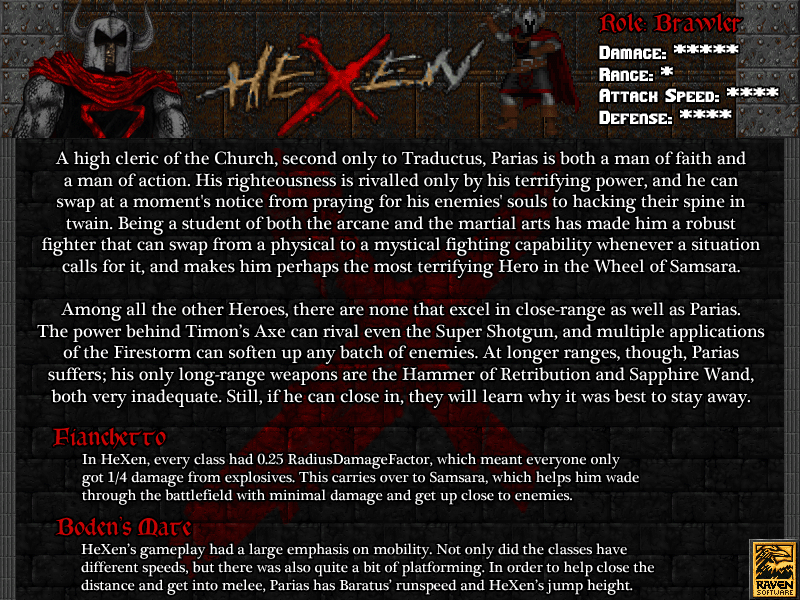 HEXEN
Role: Brawler
Damage: *****
Range: *
Attack Speed: ****
Defense: ****
A high cleric of the Church, second only to Traductus, Parias is both a man of faith and
a man of action. His righteousness is rivalled only by his terrifying power, and he can
swap at a moment's notice from praying for his enemies' souls to hacking their spine in
twain. Being a student of both the arcane and the martial arts has made him a robust
fighter that can swap from a physical to a mystical fighting capability whenever a situation
calls for it, and makes him perhaps the most terrifying Hero in the Wheel of Samsara.
Among all the other Heroes, there are none that excel in close-range as well as Parias.
The power behind Timon's Axe can rival even the Super Shotgun, and multiple applications
of the Firestorm can soften up any batch of enemies. At longer ranges, though, Parias
suffers; his only long-range weapons are the Hammer of Retribution and Sapphire Wand,
both very inadequate. Still, if he can close in, they will learn why it was best to stay away.
Fianchetto
In HeXen, every class had 0.25 RadiusDamageFactor, which meant everyone only
got 1/4 damage from explosives. This carries over to Samsara, which helps him wade
through the battlefield with minimal damage and get up close to enemies.
Boden's Mate
HeXen's gameplay had a large emphasis on mobility. Not only did the classes have
different speeds, but there was also quite a bit of platforming. In order to help close the
distance and get into melee, Parias has Baratus' runspeed and HeXen's jump height.
RAVEN
SOFTWARE